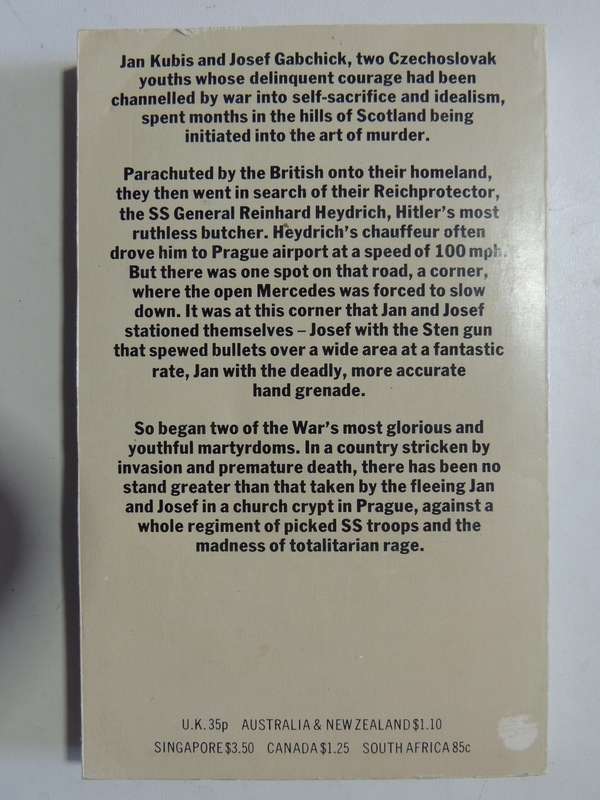 Jan Kubis and Josef Gabchick, two Czechoslovak
youths whose delinquent courage had been
channelled by war into self-sacrifice and idealism,
spent months in the hills of Scotland being
initiated into the art of murder.
Parachuted by the British onto their homeland,
they then went in search of their Reichprotector,
the SS General Reinhard Heydrich, Hitler's most
ruthless butcher. Heydrich's chauffeur often
drove him to Prague airport at a speed of 100 mph.
But there was one spot on that road, a corner,
where the open Mercedes was forced to slow
down. It was at this corner that Jan and Josef
stationed themselves – Josef with the Sten gun
that spewed bullets over a wide area at a fantastic
rate, Jan with the deadly, more accurate
hand grenade.
So began two of the War's most glorious and
youthful martyrdoms. In a country stricken by
invasion and premature death, there has been no
stand greater than that taken by the fleeing Jan
and Josef in a church crypt in Prague, against a
whole regiment of picked SS troops and the
madness of totalitarian rage.
U.K. 35p AUSTRALIA & NEW ZEALAND $1.10
SINGAPORE $3.50 CANADA $1.25 SOUTH AFRICA 85c